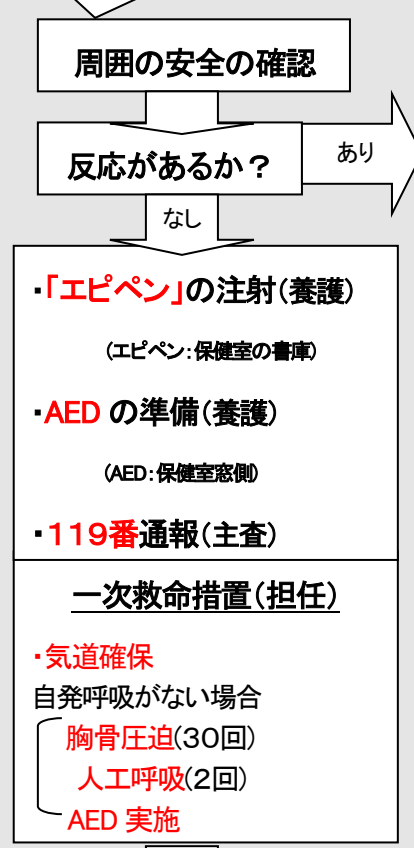 周囲の安全の確認
反応があるか？
あり
なし
・「エピペン」の注射(養護)
(エピペン:保健室の書庫)
・AED の準備(養護)
(AED:保健室窓側)
・１１９番通報(主査)
一次救命措置(担任)
・気道確保
自発呼吸がない場合
胸骨圧迫(３０回)
人工呼吸(２回)
AED 実施